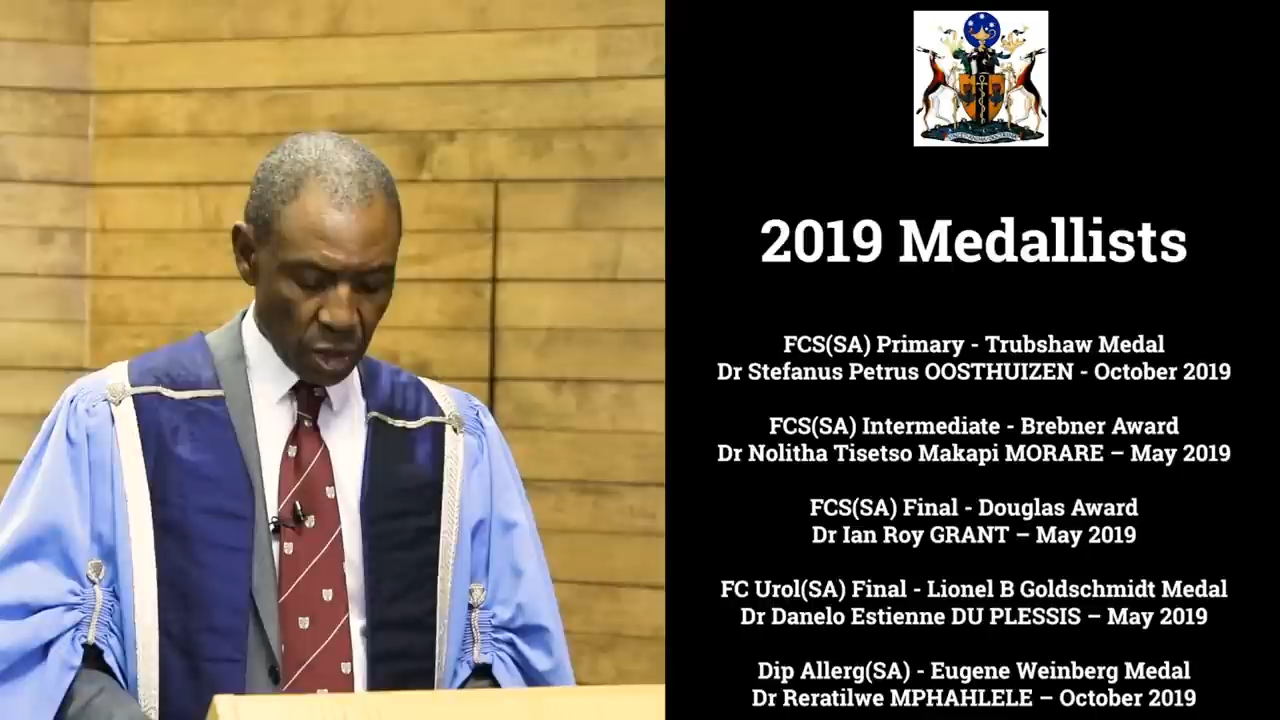 2019 Medallists
FCS(SA) Primary - Trubshaw Medal
Dr Stefanus Petrus OOSTHUIZEN - October 2019
FCS(SA) Intermediate - Brebner Award
Dr Nolitha Tisetso Makapi MORARE – May 2019
FCS(SA) Final - Douglas Award
Dr Ian Roy GRANT – May 2019
FC Urol(SA) Final - Lionel B Goldschmidt Medal
Dr Danelo Estienne DU PLESSIS – May 2019
Dip Allerg(SA) - Eugene Weinberg Medal
Dr Reratilwe MPHAHLELE – October 2019